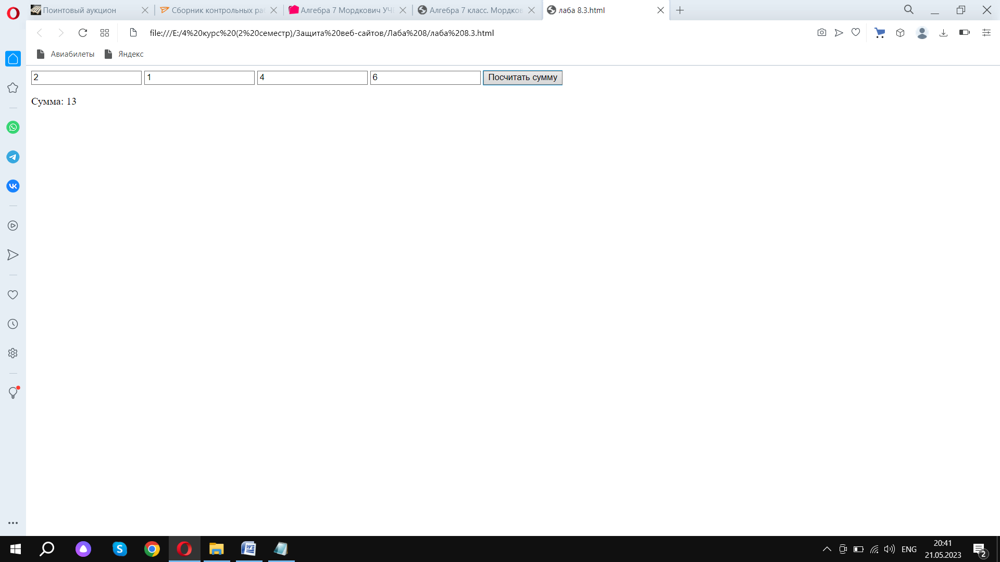 Поинтовый аукцион
Сборник контрольных ра
Алгебра 7 Мордкович УЧ
Алгебра 7 класс. Мордков
лаба 8.3.html
file:///E:/4%20курс%20(2%20семестр)/Защита%20веб-сайтов/Лаба%208/лаба%208.3.html
Авиабилеты
Яндекс
2
1
4
6
Посчитать сумму
Сумма: 13
ENG
20:41
21.05.2023
2